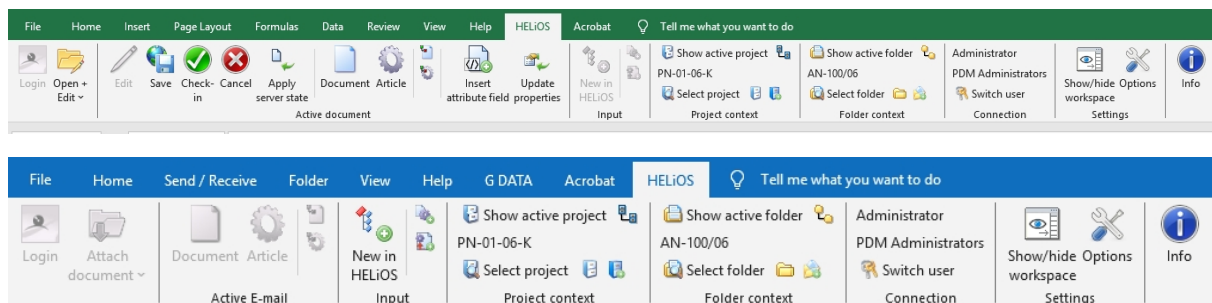 File Home Insert Page Layout Formulas Data Review View Help HELiOS Acrobat Tell me what you want to do
Login
Open +
Edit
Edit
Save
Check-
in
Cancel
Apply
server state
Document
Article
Insert
attribute field
Update
properties
Active document
New in
HELiOS
Input
Show active project
PN-01-06-K
Select project
Project context
Show active folder
AN-100/06
Select folder
Folder context
Administrator
PDM Administrators
Switch user
Connection
Show/hide
workspace
Options
Settings
Info
File Home Send / Receive Folder View Help G DATA Acrobat HELiOS Tell me what you want to do
Login
Attach
document
Document
Article
Active E-mail
New in
HELiOS
Input
Show active project
PN-01-06-K
Select project
Project context
Show active folder
AN-100/06
Select folder
Folder context
Administrator
PDM Administrators
Switch user
Connection
Show/hide
workspace
Options
Settings
Info